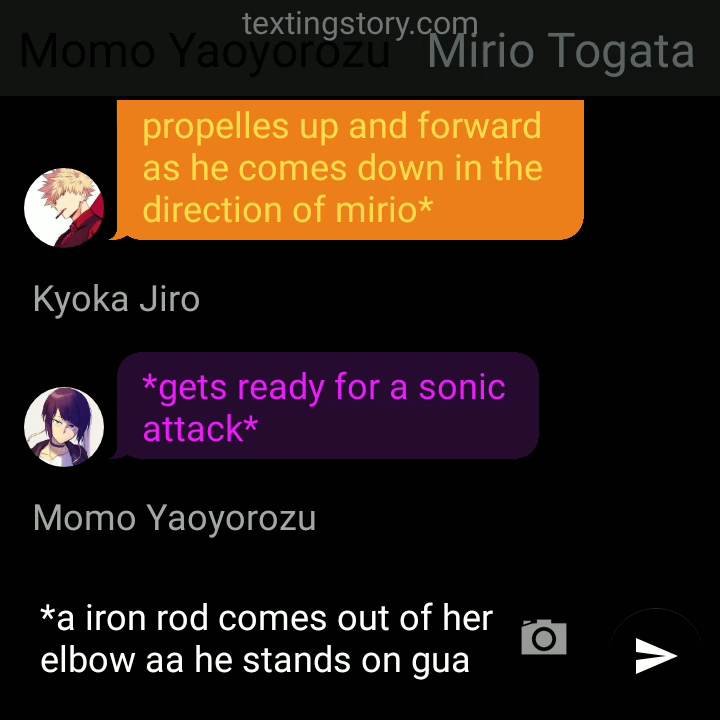 textingstory.com
Momo Yaoyorozu Mirio Togata
propelles up and forward
as he comes down in the
direction of mirio*
Kyoka Jiro
*gets ready for a sonic
attack*
Momo Yaoyorozu
*a iron rod comes out of her
elbow aa he stands on gua